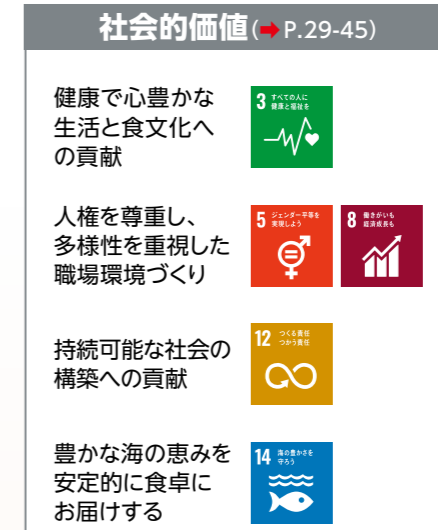 社会的価値(➡P.29-45)
健康で心豊かな
生活と食文化へ
の貢献
3 すべての人に
健康と福祉を
人権を尊重し、
多様性を重視した
職場環境づくり
5 ジェンダー平等を
実現しよう
8 働きがいも
経済成長も
持続可能な社会の
構築への貢献
12 つくる責任
つかう責任
豊かな海の恵みを
安定的に食卓に
お届けする
14 海の豊かさを
守ろう